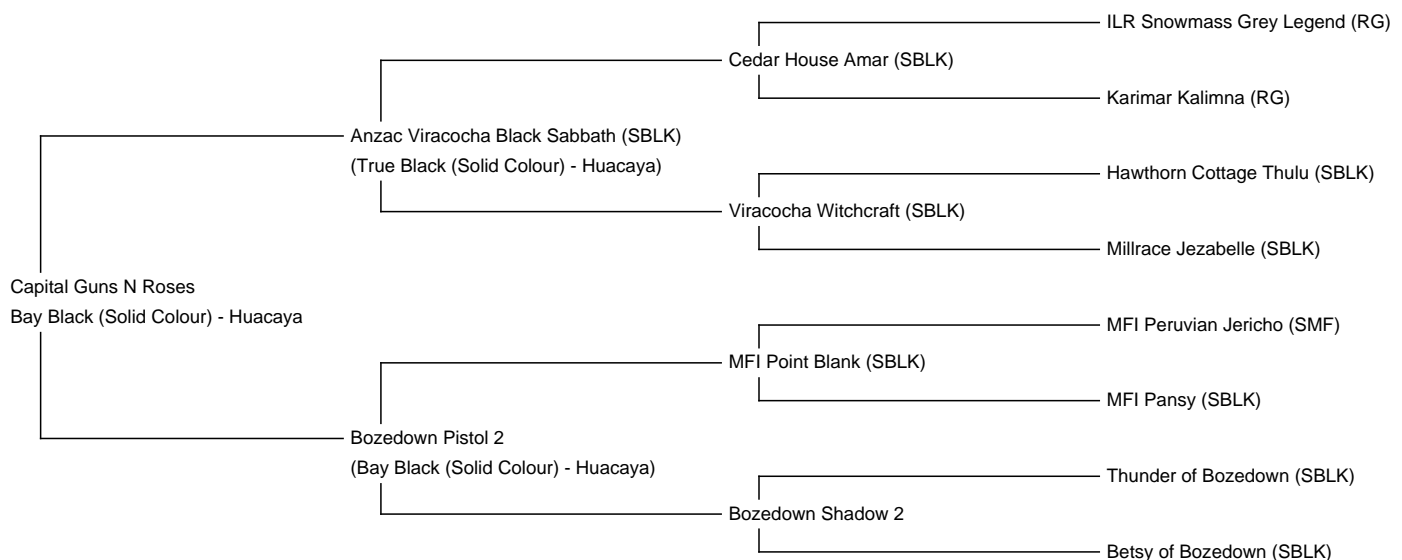 ILR Snowmass Grey Legend (RG)
Cedar House Amar (SBLK)
Karimar Kalimna (RG)
Anzac Viracocha Black Sabbath (SBLK)
(True Black (Solid Colour) - Huacaya)
Hawthorn Cottage Thulu (SBLK)
Viracocha Witchcraft (SBLK)
Millrace Jezabelle (SBLK)
Capital Guns N Roses
Bay Black (Solid Colour) - Huacaya
MFI Peruvian Jericho (SMF)
MFI Point Blank (SBLK)
MFI Pansy (SBLK)
Bozedown Pistol 2
(Bay Black (Solid Colour) - Huacaya)
Thunder of Bozedown (SBLK)
Bozedown Shadow 2
Betsy of Bozedown (SBLK)